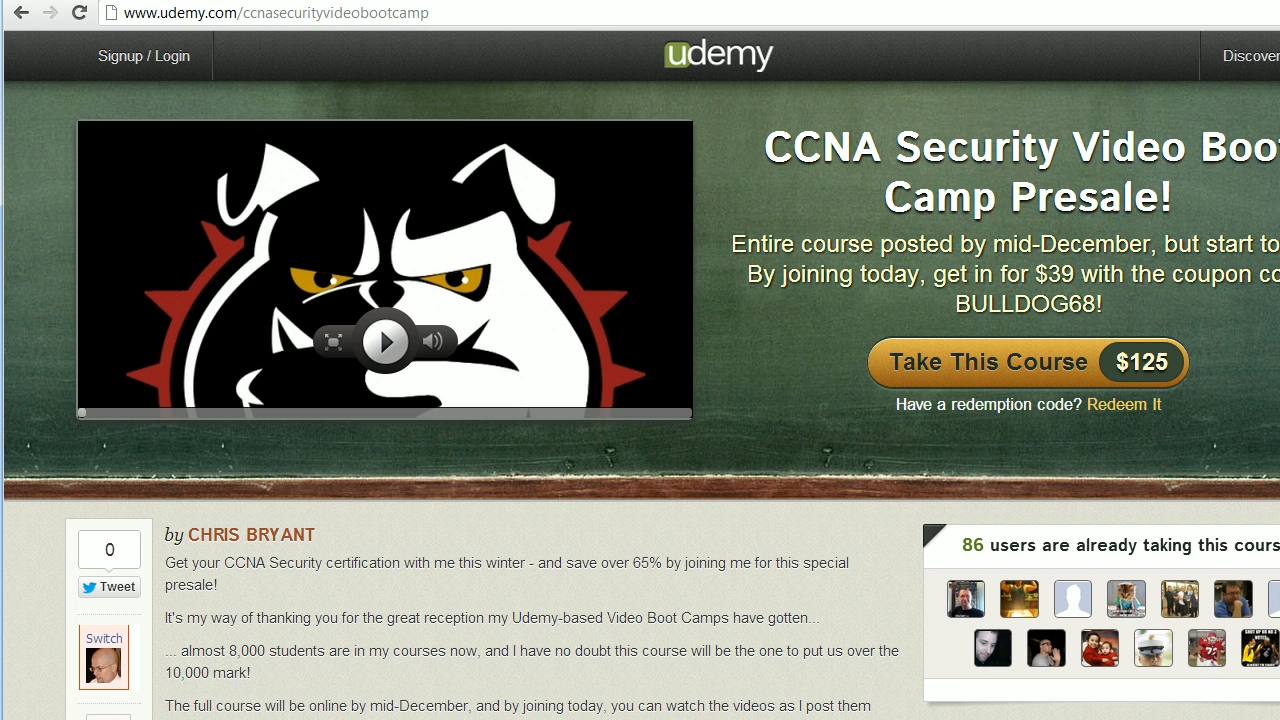 www.udemy.com/ccnasecurityvideobootcamp
Signup / Login
udemy
Discover
CCNA Security Video Boot
Camp Presale!
Entire course posted by mid-December, but start to
By joining today, get in for $39 with the coupon co
BULLDOG68!
Take This Course $125
Have a redemption code? Redeem It
0
Tweet
Switch
by CHRIS BRYANT
Get your CCNA Security certification with me this winter - and save over 65% by joining me for this special
presale!
It's my way of thanking you for the great reception my Udemy-based Video Boot Camps have gotten...
... almost 8,000 students are in my courses now, and I have no doubt this course will be the one to put us over the
10,000 mark!
The full course will be online by mid-December, and by joining today, you can watch the videos as I post them
86 users are already taking this cours